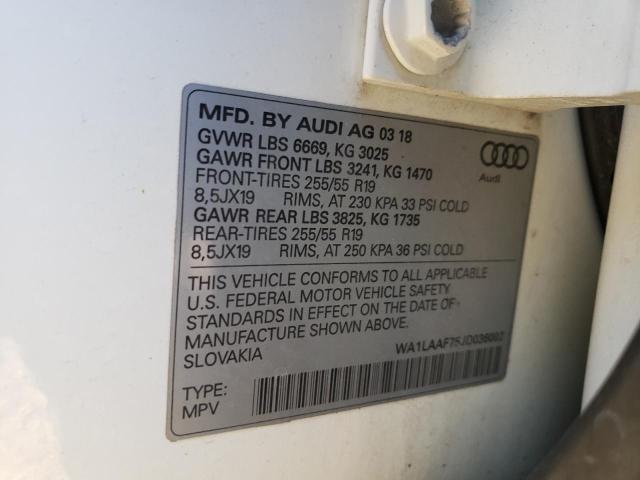 MFD. BY AUDI AG 03 18
GVWR LBS 6669, KG 3025
GAWR FRONT LBS 3241, KG 1470
FRONT-TIRES 255/55 R19
8,5JX19 RIMS, AT 230 KPA 33 PSI COLD
GAWR REAR LBS 3825, KG 1735
REAR-TIRES 255/55 R19
8,5JX19 RIMS, AT 250 KPA 36 PSI COLD
Audi
THIS VEHICLE CONFORMS TO ALL APPLICABLE
U.S. FEDERAL MOTOR VEHICLE SAFETY
STANDARDS IN EFFECT ON THE DATE OF
MANUFACTURE SHOWN ABOVE.
SLOVAKIA
WA1LAAF75JD036002
TYPE:
MPV